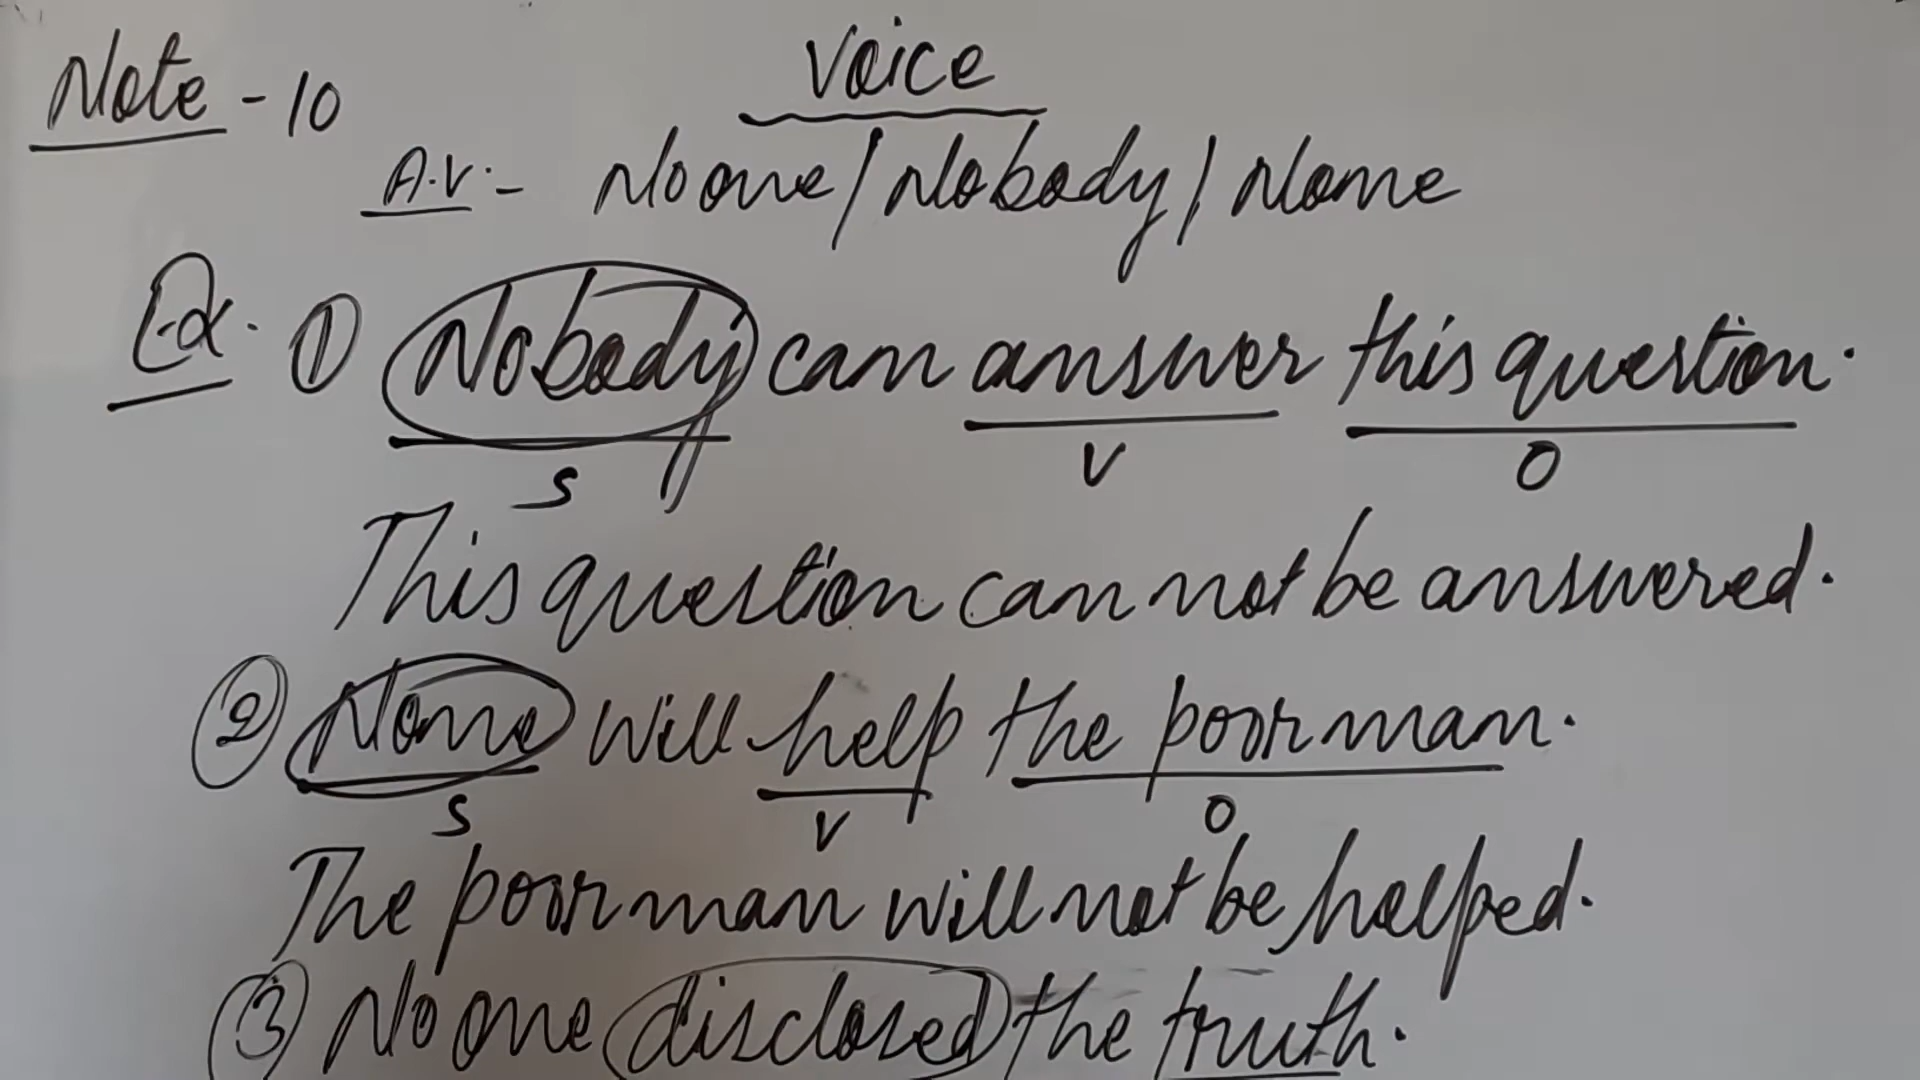 Note - 10
Voice
A.V. - No one / Nobody / None
Ex. ① Nobody can answer this question.
S V O
This question can not be answered.
② None will help the poor man.
S V O
The poor man will not be helped.
③ No one disclosed the truth.